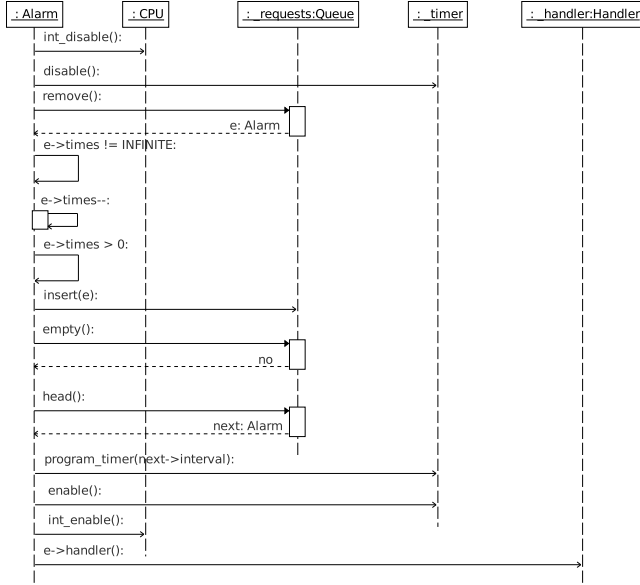 : Alarm
: CPU
: _requests:Queue
: _timer
: _handler:Handler
int_disable():
disable():
remove():
e: Alarm
e->times != INFINITE:
e->times--:
e->times > 0:
insert(e):
empty():
no
head():
next: Alarm
program_timer(next->interval):
enable():
int_enable():
e->handler():